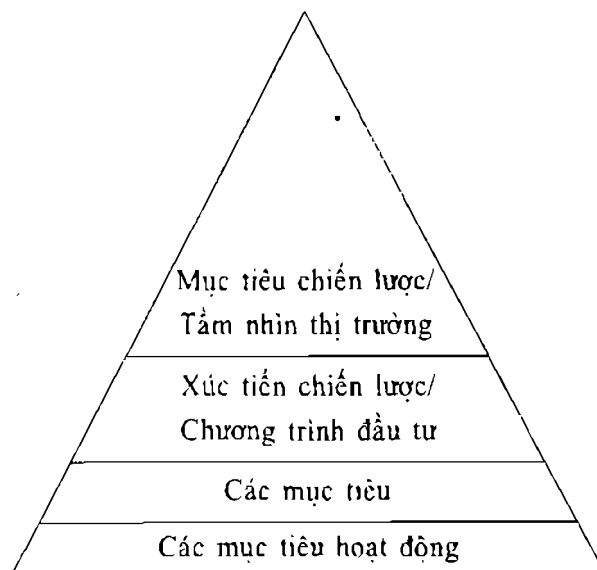 Mục tiêu chiến lược/
Tầm nhìn thị trường
Xúc tiến chiến lược/
Chương trình đầu tư
Các mục tiêu
Các mục tiêu hoạt động